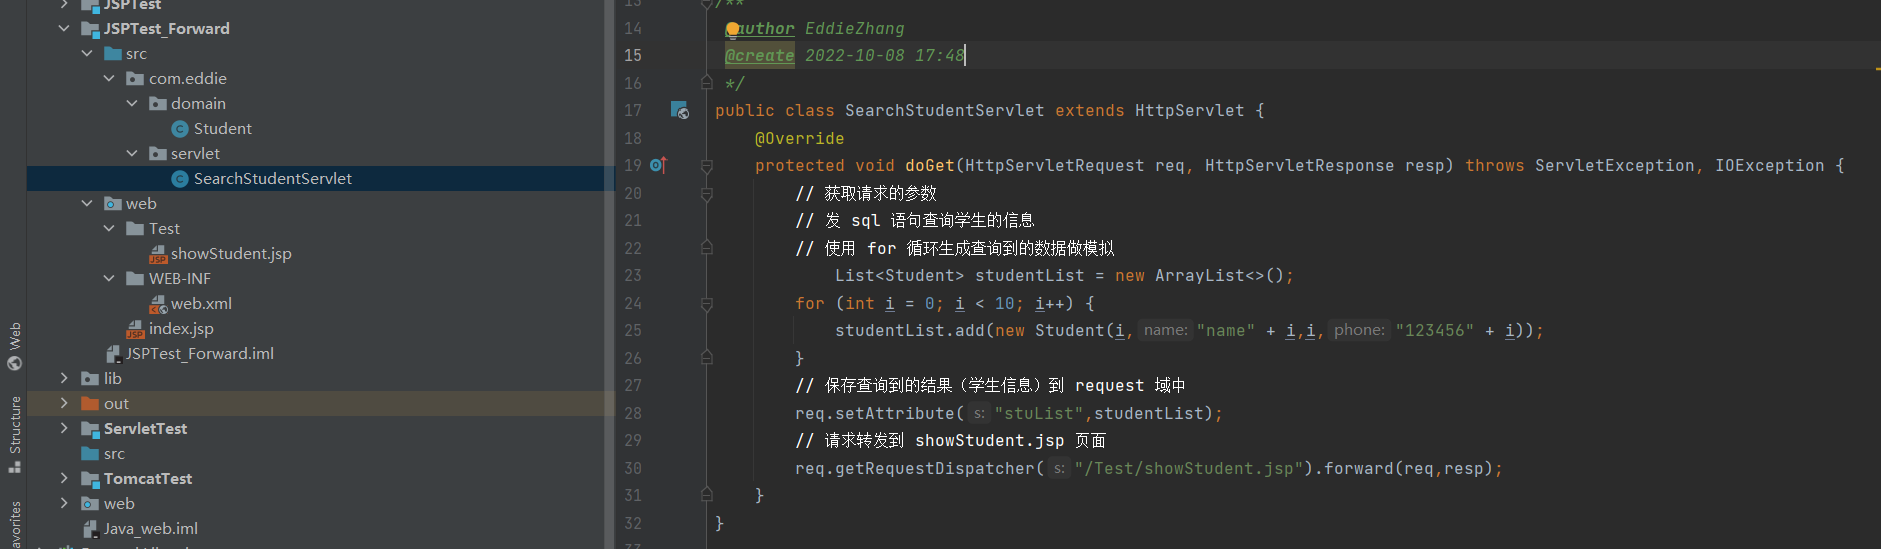 JSPTest
JSPTest_Forward
src
com.eddie
domain
Student
servlet
SearchStudentServlet
web
Test
showStudent.jsp
WEB-INF
web.xml
index.jsp
JSPTest_Forward.iml
lib
out
ServletTest
src
TomcatTest
web
Java_web.iml
Web
Structure
13 /**
14 @author EddieZhang
15 @create 2022-10-08 17:48
16 */
17 public class SearchStudentServlet extends HttpServlet {
18 @Override
19 protected void doGet(HttpServletRequest req, HttpServletResponse resp) throws ServletException, IOException {
20 // 获取请求的参数
21 // 发 sql 语句查询学生的信息
22 // 使用 for 循环生成查询到的数据做模拟
23 List<Student> studentList = new ArrayList<>();
24 for (int i = 0; i < 10; i++) {
25 studentList.add(new Student(i, name: "name" + i,i, phone: "123456" + i));
26 }
27 // 保存查询到的结果（学生信息）到 request 域中
28 req.setAttribute( s: "stuList",studentList);
29 // 请求转发到 showStudent.jsp 页面
30 req.getRequestDispatcher( s: "/Test/showStudent.jsp").forward(req,resp);
31 }
32 }